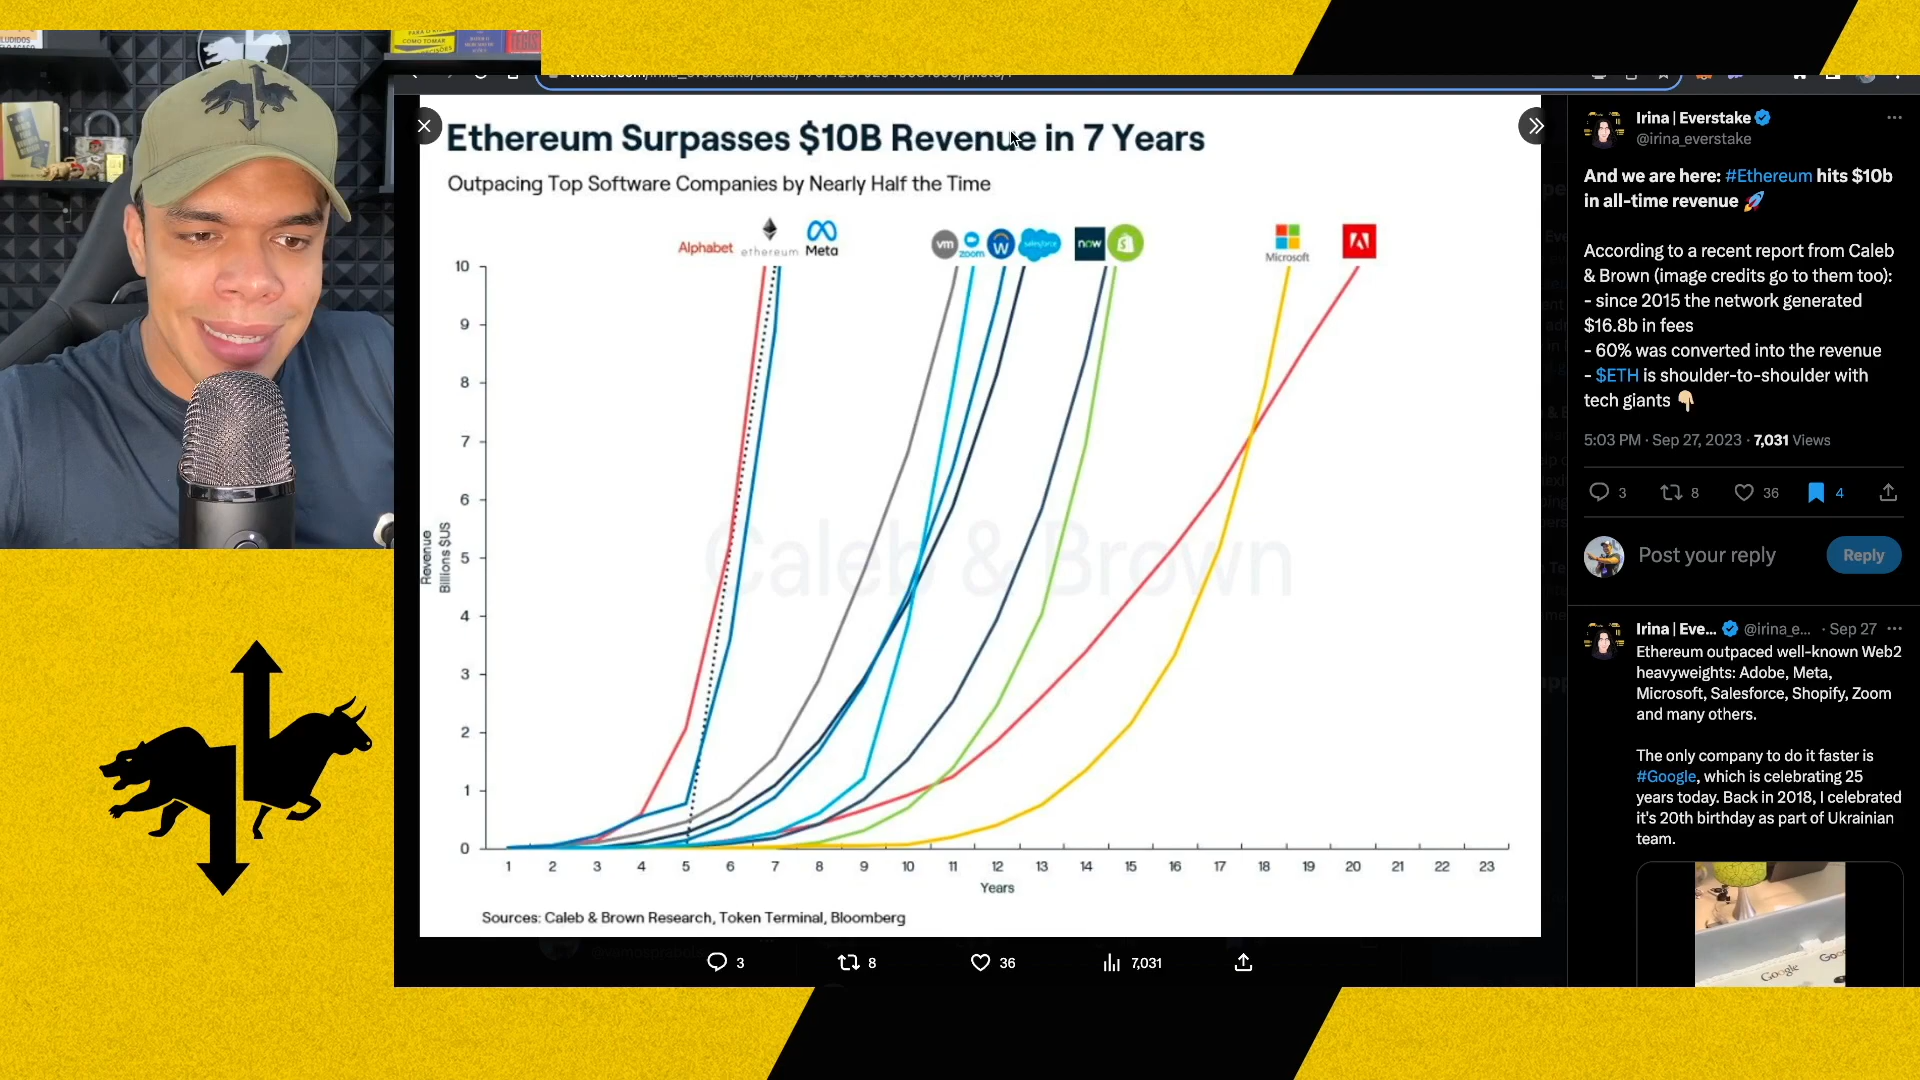 Ethereum Surpasses $10B Revenue in 7 Years
Outpacing Top Software Companies by Nearly Half the Time
Alphabet
ethereum
Meta
vm
zoom
W
salesforce
now
Microsoft
10
9
8
7
6
5
4
3
2
1
0
Revenue
Billions $US
Caleb & Brown
1 2 3 4 5 6 7 8 9 10 11 12 13 14 15 16 17 18 19 20 21 22 23
Years
Sources: Caleb & Brown Research, Token Terminal, Bloomberg
3 8 36 7,031
Irina | Everstake
@irina_everstake
And we are here: #Ethereum hits $10b
in all-time revenue 🚀
According to a recent report from Caleb
& Brown (image credits go to them too):
- since 2015 the network generated
$16.8b in fees
- 60% was converted into the revenue
- $ETH is shoulder-to-shoulder with
tech giants 👇🏼
5:03 PM · Sep 27, 2023 · 7,031 Views
3 8 36 4
Post your reply
Reply
Irina | Eve... @irina_e... · Sep 27
Ethereum outpaced well-known Web2
heavyweights: Adobe, Meta,
Microsoft, Salesforce, Shopify, Zoom
and many others.
The only company to do it faster is
#Google, which is celebrating 25
years today. Back in 2018, I celebrated
it's 20th birthday as part of Ukrainian
team.
Google
COMO TOMAR